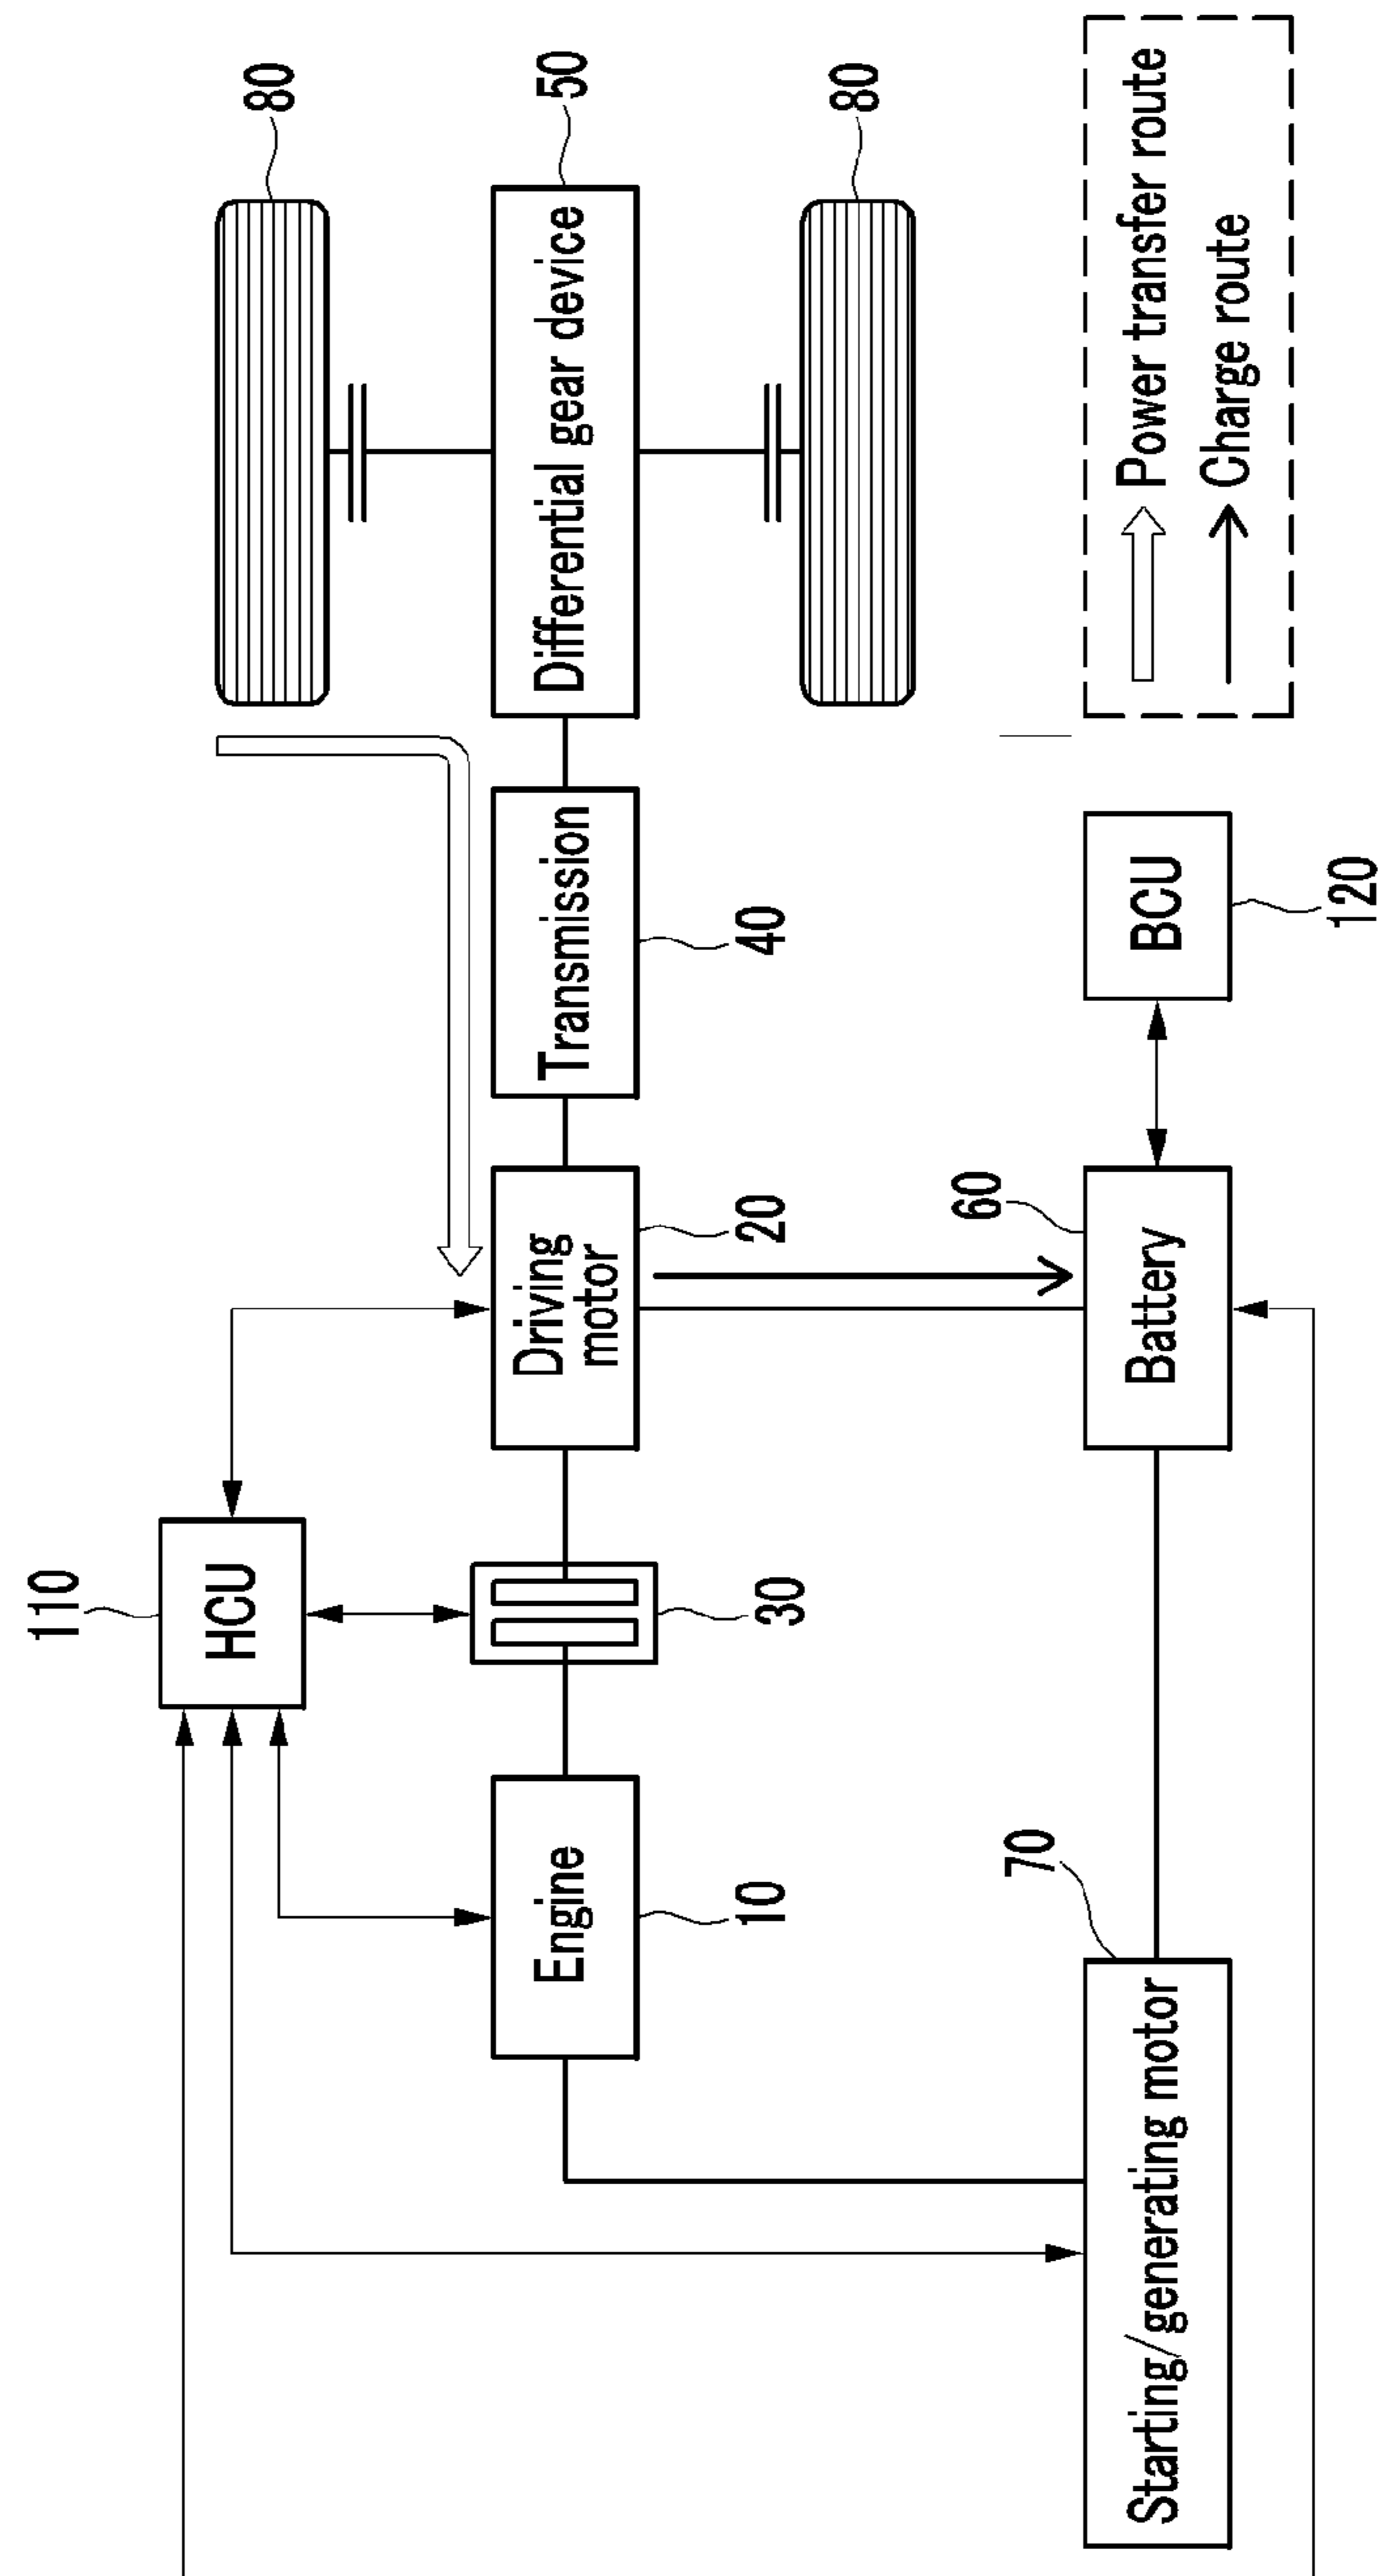 80
50
80
Differential gear device
Power transfer route
Charge route
Transmission
40
BCU
120
Driving
motor
20
60
Battery
110
HCU
30
Engine
10
70
Starting/generating motor